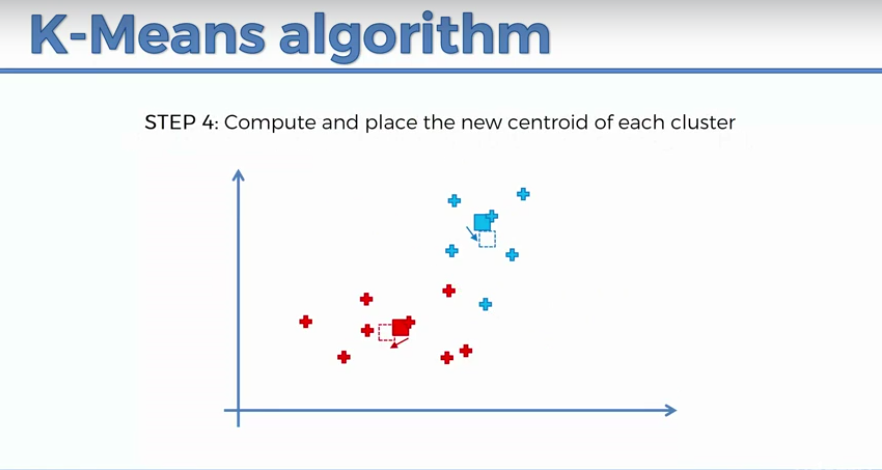 K-Means algorithm
STEP 4: Compute and place the new centroid of each cluster